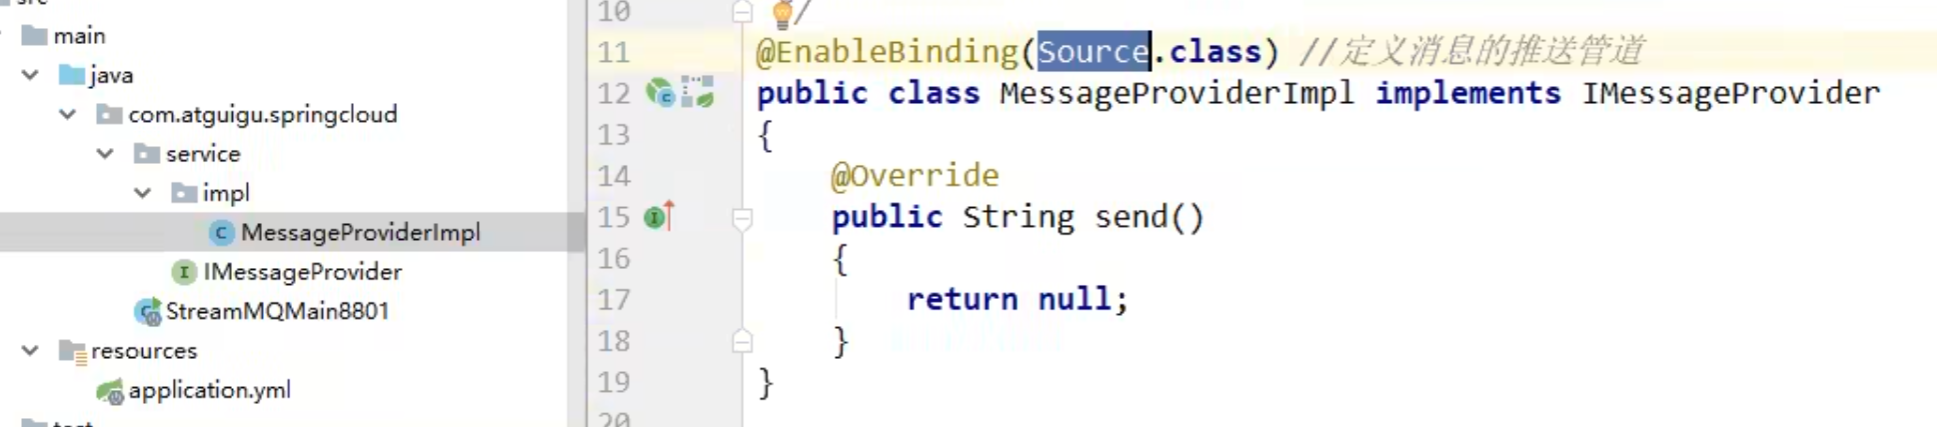 main
java
com.atguigu.springcloud
service
impl
MessageProviderImpl
IMessageProvider
StreamMQMain8801
resources
application.yml
10 */
11 @EnableBinding(Source.class) //定义消息的推送管道
12 public class MessageProviderImpl implements IMessageProvider
13 {
14 @Override
15 public String send()
16 {
17 return null;
18 }
19 }
20